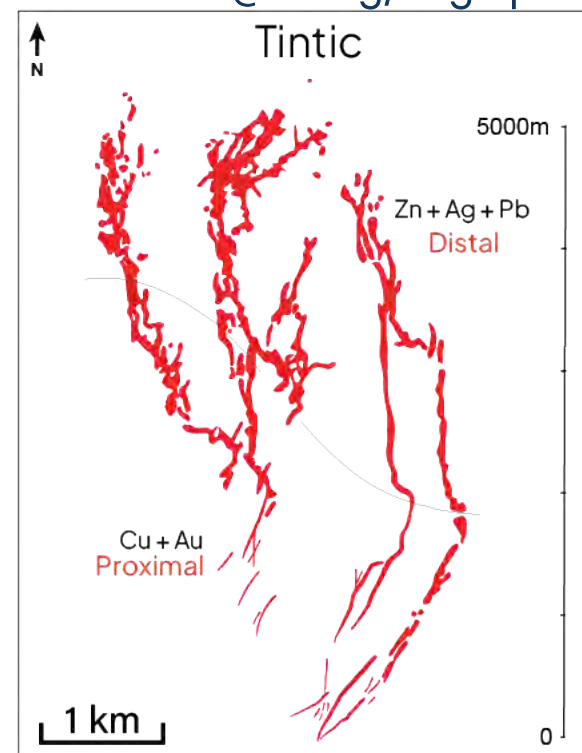 Tintic
N
5000m
Zn + Ag + Pb
Distal
Cu + Au
Proximal
1 km
0